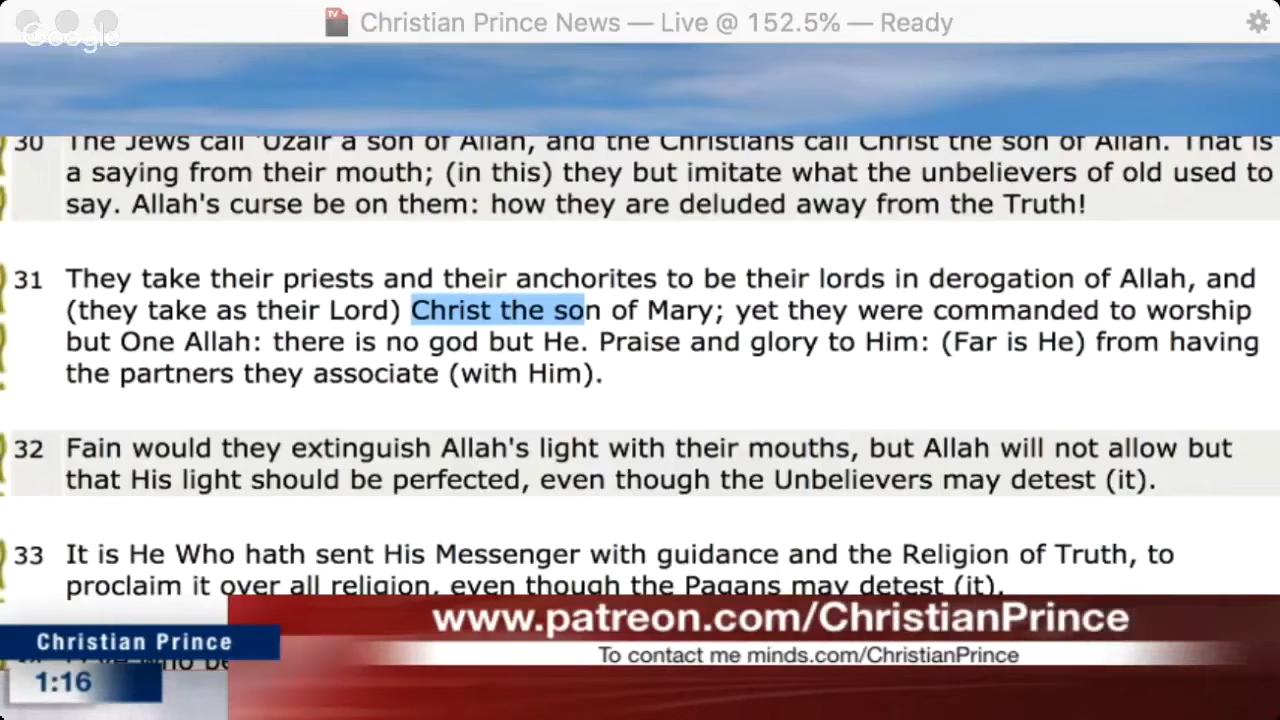 Christian Prince News — Live @ 152.5% — Ready
Google
30 The Jews call 'Uzair a son of Allah, and the Christians call Christ the son of Allah. That is
a saying from their mouth; (in this) they but imitate what the unbelievers of old used to
say. Allah's curse be on them: how they are deluded away from the Truth!
31 They take their priests and their anchorites to be their lords in derogation of Allah, and
(they take as their Lord) Christ the son of Mary; yet they were commanded to worship
but One Allah: there is no god but He. Praise and glory to Him: (Far is He) from having
the partners they associate (with Him).
32 Fain would they extinguish Allah's light with their mouths, but Allah will not allow but
that His light should be perfected, even though the Unbelievers may detest (it).
33 It is He Who hath sent His Messenger with guidance and the Religion of Truth, to
proclaim it over all religion, even though the Pagans may detest (it).
www.patreon.com/ChristianPrince
Christian Prince
To contact me minds.com/ChristianPrince
1:16